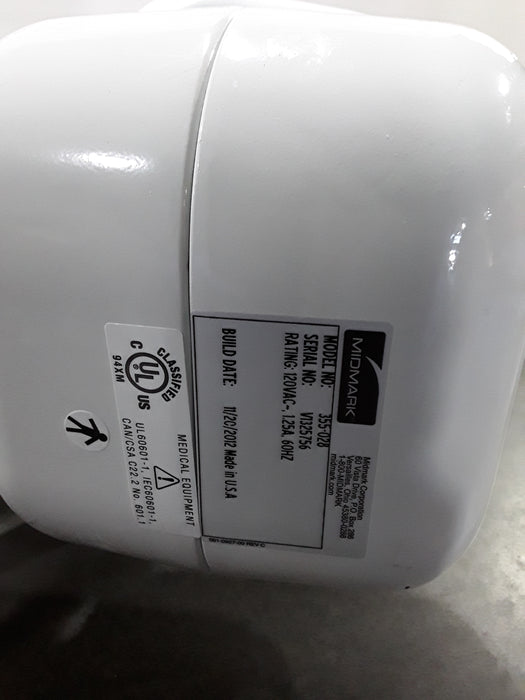 MIDMARK
Midmark Corporation
60 Vista Drive, P.O. Box 286
Versailles, Ohio 45380-0286
1-800-MIDMARK
midmark.com
MODEL NO: 355-026
SERIAL NO: V1325756
RATING: 120VAC~, 1.25A, 60HZ
BUILD DATE: 11/20/2012 Made in U.S.A
CLASSIFIED
C UL US
94XM
MEDICAL EQUIPMENT
!
UL60601-1, IEC60601-1,
CAN/CSA C22.2 No. 601.1